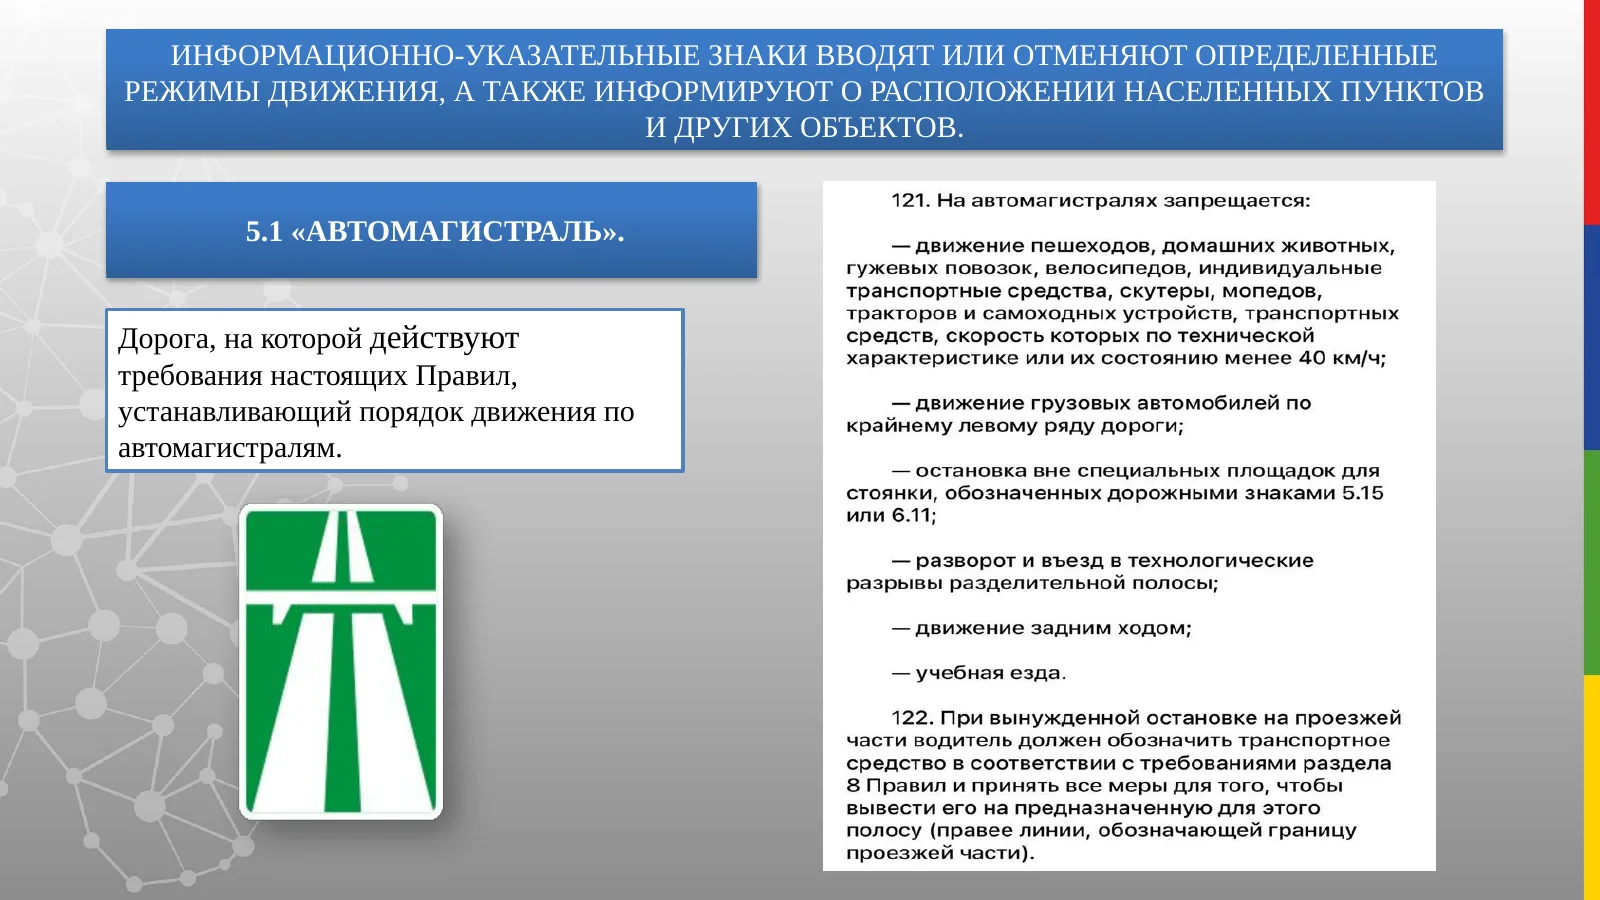 ИНФОРМАЦИОННО-УКАЗАТЕЛЬНЫЕ ЗНАКИ ВВОДЯТ ИЛИ ОТМЕНЯЮТ ОПРЕДЕЛЕННЫЕ
РЕЖИМЫ ДВИЖЕНИЯ, А ТАКЖЕ ИНФОРМИРУЮТ О РАСПОЛОЖЕНИИ НАСЕЛЕННЫХ ПУНКТОВ
И ДРУГИХ ОБЪЕКТОВ.
5.1 «АВТОМАГИСТРАЛЬ».
Дорога, на которой действуют
требования настоящих Правил,
устанавливающий порядок движения по
автомагистралям.
121. На автомагистралях запрещается:
— движение пешеходов, домашних животных,
гужевых повозок, велосипедов, индивидуальные
транспортные средства, скутеры, мопедов,
тракторов и самоходных устройств, транспортных
средств, скорость которых по технической
характеристике или их состоянию менее 40 км/ч;
— движение грузовых автомобилей по
крайнему левому ряду дороги;
— остановка вне специальных площадок для
стоянки, обозначенных дорожными знаками 5.15
или 6.11;
— разворот и въезд в технологические
разрывы разделительной полосы;
— движение задним ходом;
— учебная езда.
122. При вынужденной остановке на проезжей
части водитель должен обозначить транспортное
средство в соответствии с требованиями раздела
8 Правил и принять все меры для того, чтобы
вывести его на предназначенную для этого
полосу (правее линии, обозначающей границу
проезжей части).